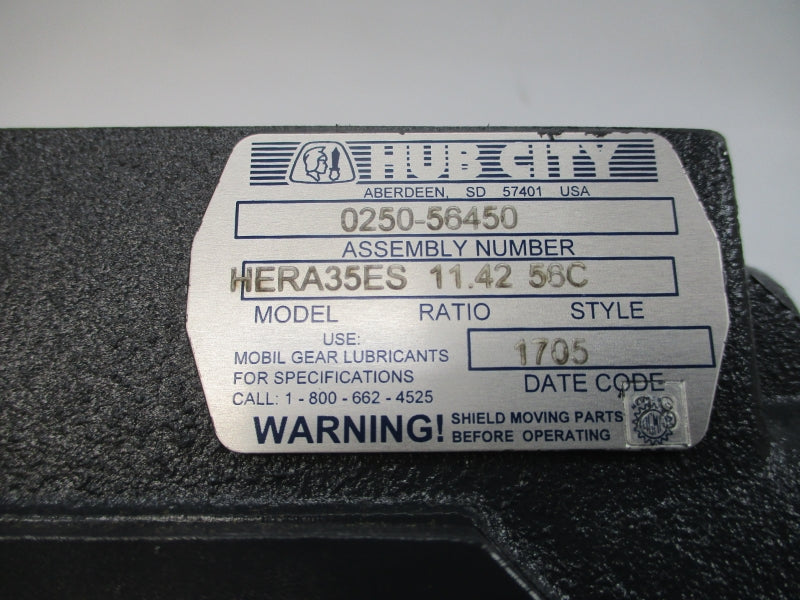 HUB CITY
ABERDEEN, SD 57401 USA
0250-56450
ASSEMBLY NUMBER
HERA35ES 11.42 56C
MODEL RATIO STYLE
USE:
MOBIL GEAR LUBRICANTS
FOR SPECIFICATIONS
CALL: 1 - 800 - 662 - 4525
1705
DATE CODE
WARNING! SHIELD MOVING PARTS
BEFORE OPERATING